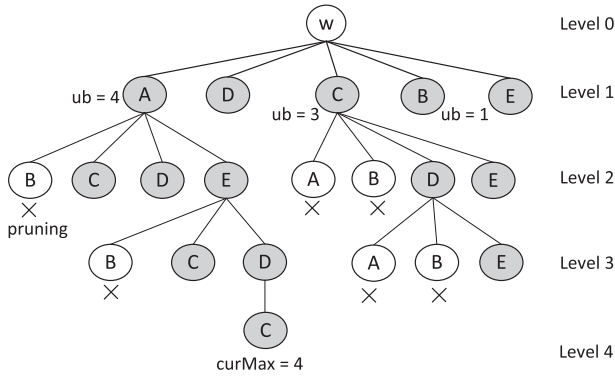 w Level 0
ub = 4 A D C B E Level 1
ub = 3 ub = 1
B C D E A B D E Level 2
× × ×
pruning
B C D A B E Level 3
× × ×
C
curMax = 4 Level 4